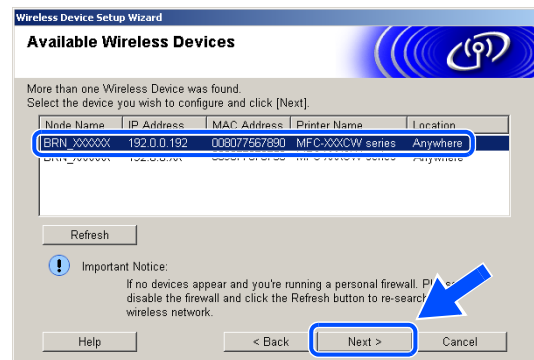 Wireless Device Setup Wizard
Available Wireless Devices
More than one Wireless Device was found.
Select the device you wish to configure and click [Next].
Node Name IP Address MAC Address Printer Name Location
BRN_XXXXXX 192.0.0.192 008077567890 MFC-XXXCW series Anywhere
Refresh
Important Notice:
If no devices appear and you're running a personal firewall.
disable the firewall and click the Refresh button to re-search
wireless network.
Help < Back Next > Cancel